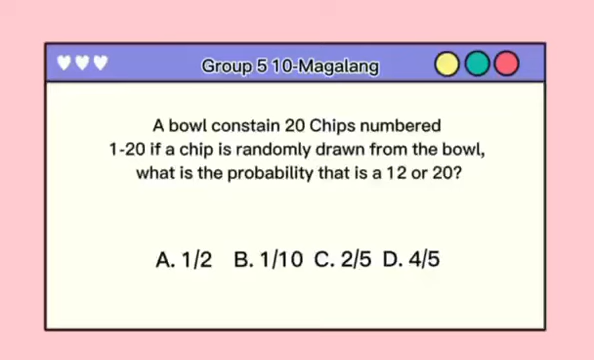 Group 5 10-Magalang
A bowl constain 20 Chips numbered
1-20 if a chip is randomly drawn from the bowl,
what is the probability that is a 12 or 20?
A. 1/2 B. 1/10 C. 2/5 D. 4/5